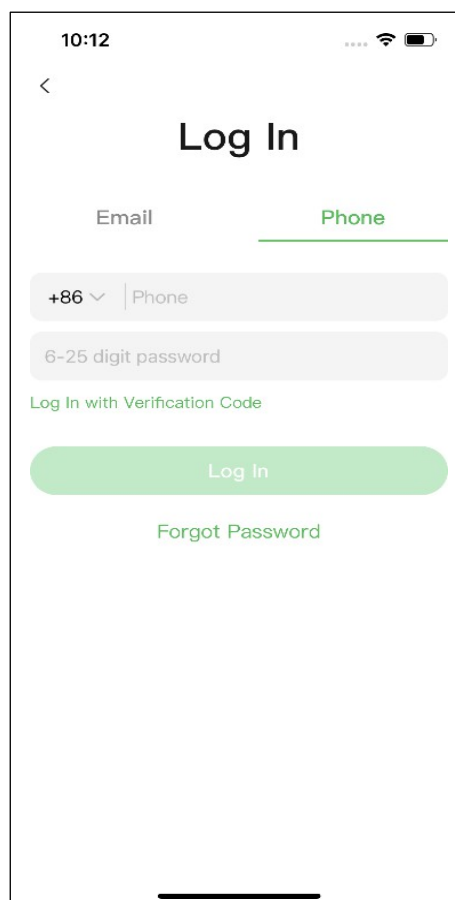 10:12
Log In
Email Phone
+86 Phone
6-25 digit password
Log In with Verification Code
Log In
Forgot Password